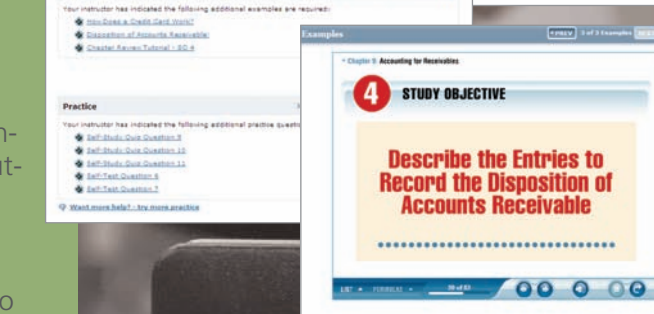 Your instructor has indicated the following additional examples are required:
How Does a Credit Card Work?
Disposition of Accounts Receivable:
Chapter Review Tutorial - SO 4
Practice
Your instructor has indicated the following additional practice questio
Self-Study Quiz Question 9
Self-Study Quiz Question 10
Self-Study Quiz Question 11
Self-Test Question 6
Self-Test Question 7
Want more help? - try more practice
Examples
PREV 3 of 3 Examples
Chapter 9 Accounting for Receivables
4 STUDY OBJECTIVE
Describe the Entries to
Record the Disposition of
Accounts Receivable
LIST
n-
ut-
o